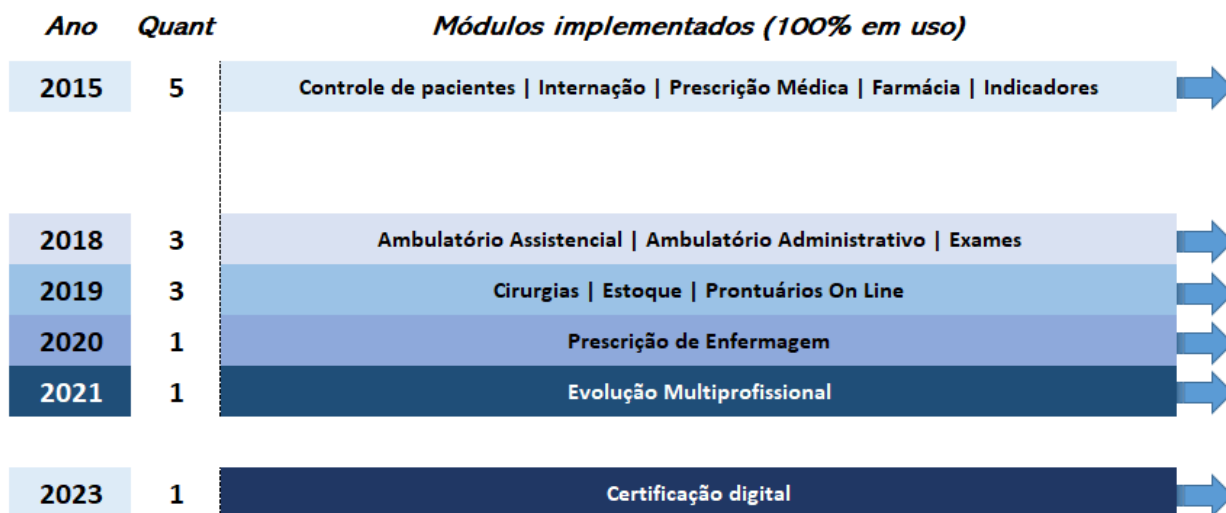 Ano Quant Módulos implementados (100% em uso)
2015 5 Controle de pacientes | Internação | Prescrição Médica | Farmácia | Indicadores
2018 3 Ambulatório Assistencial | Ambulatório Administrativo | Exames
2019 3 Cirurgias | Estoque | Prontuários On Line
2020 1 Prescrição de Enfermagem
2021 1 Evolução Multiprofissional
2023 1 Certificação digital